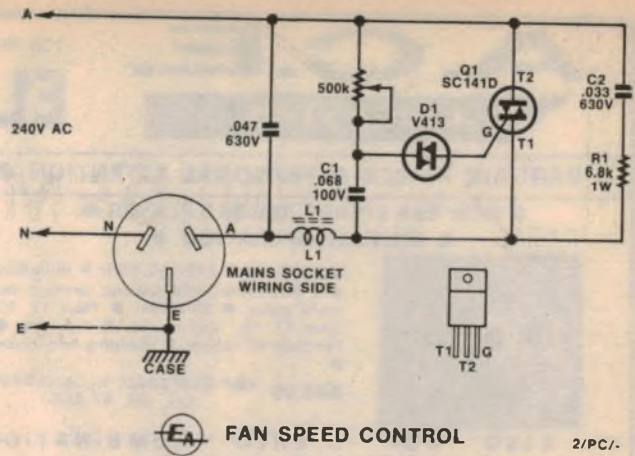 A
500k
Q1
SC141D
T2
C2
.033
630V
D1
V413
240V AC
.047
630V
G
T1
R1
6.8k
1W
C1
.068
100V
L1
N
N
A
L1
MAINS SOCKET
WIRING SIDE
E
E
CASE
T1
G
T2
EA
FAN SPEED CONTROL
2/PC/-